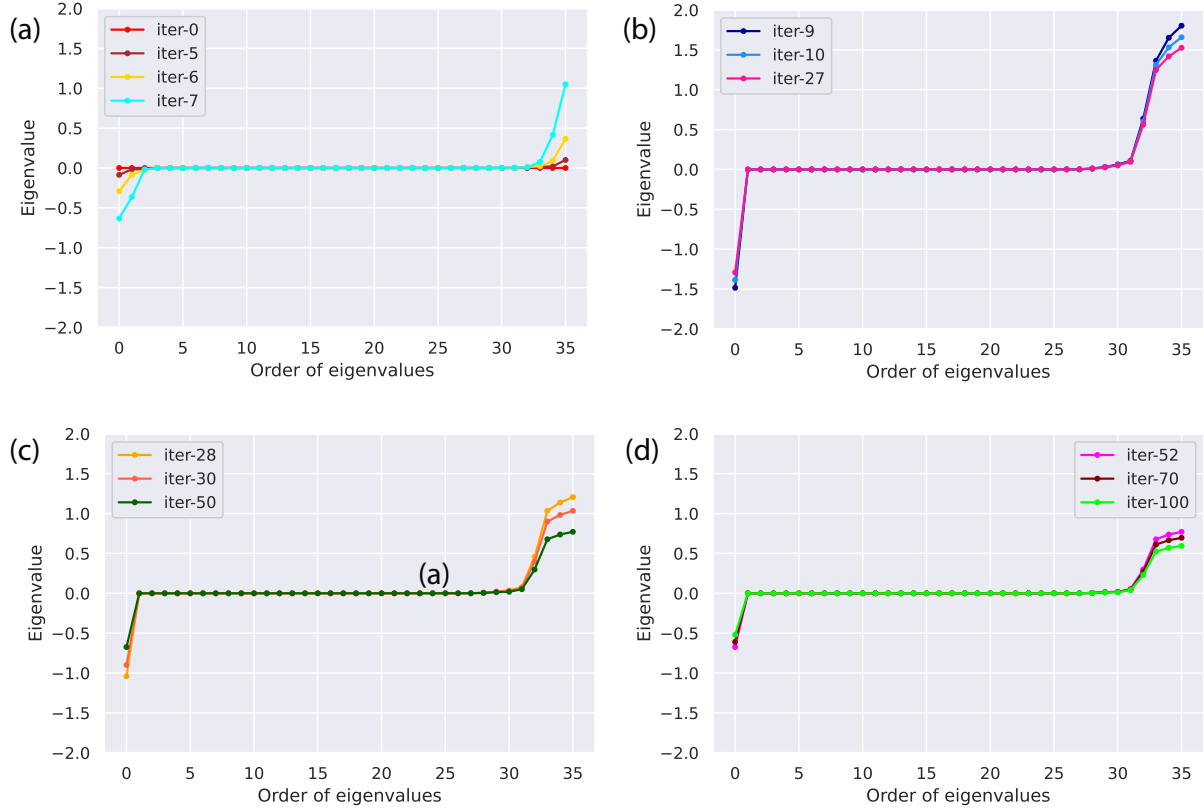 (a)
iter-0
iter-5
iter-6
iter-7
2.0
1.5
1.0
0.5
0.0
−0.5
−1.0
−1.5
−2.0
Eigenvalue
0 5 10 15 20 25 30 35
Order of eigenvalues
(b)
iter-9
iter-10
iter-27
2.0
1.5
1.0
0.5
0.0
−0.5
−1.0
−1.5
−2.0
Eigenvalue
0 5 10 15 20 25 30 35
Order of eigenvalues
(c)
iter-28
iter-30
iter-50
(a)
2.0
1.5
1.0
0.5
0.0
−0.5
−1.0
−1.5
−2.0
Eigenvalue
0 5 10 15 20 25 30 35
Order of eigenvalues
(d)
iter-52
iter-70
iter-100
2.0
1.5
1.0
0.5
0.0
−0.5
−1.0
−1.5
−2.0
Eigenvalue
0 5 10 15 20 25 30 35
Order of eigenvalues